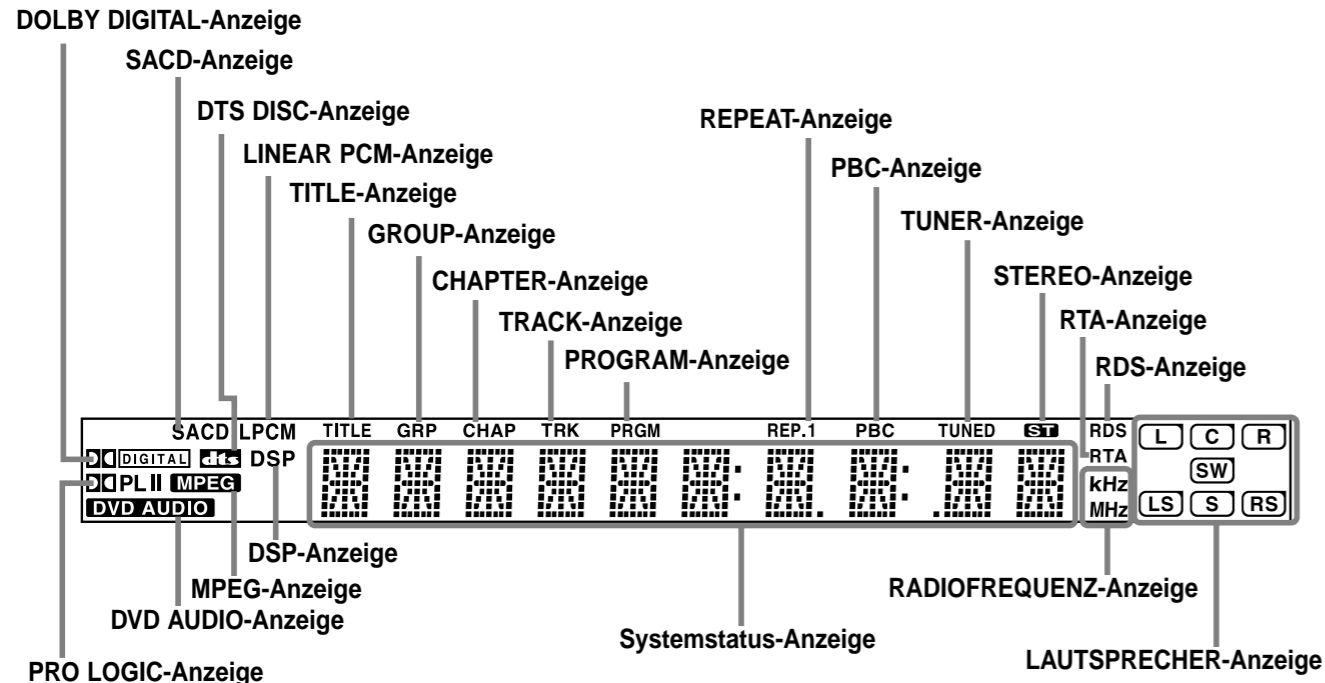 DOLBY DIGITAL-Anzeige
SACD-Anzeige
DTS DISC-Anzeige
LINEAR PCM-Anzeige
TITLE-Anzeige
GROUP-Anzeige
CHAPTER-Anzeige
TRACK-Anzeige
PROGRAM-Anzeige
REPEAT-Anzeige
PBC-Anzeige
TUNER-Anzeige
STEREO-Anzeige
RTA-Anzeige
RDS-Anzeige
SACD LPCM TITLE GRP CHAP TRK PRGM REP.1 PBC TUNED ST RDS
DIGITAL dts DSP RTA
PL II MPEG kHz
DVD AUDIO MHz
L C R
SW
LS S RS
DSP-Anzeige
MPEG-Anzeige
DVD AUDIO-Anzeige
PRO LOGIC-Anzeige
Systemstatus-Anzeige
RADIOFREQUENZ-Anzeige
LAUTSPRECHER-Anzeige